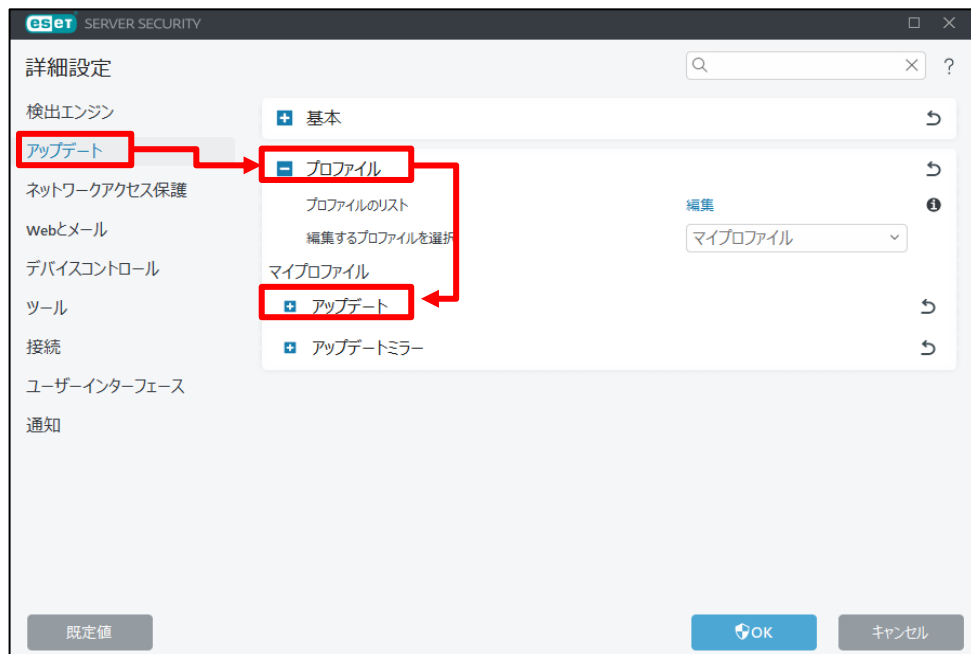 eset SERVER SECURITY
詳細設定
?
検出エンジン
アップデート
ネットワークアクセス保護
Webとメール
デバイスコントロール
ツール
接続
ユーザーインターフェース
通知
基本
プロファイル
プロファイルのリスト
編集
編集するプロファイルを選択
マイプロファイル
マイプロファイル
アップデート
アップデートミラー
既定値
OK
キャンセル